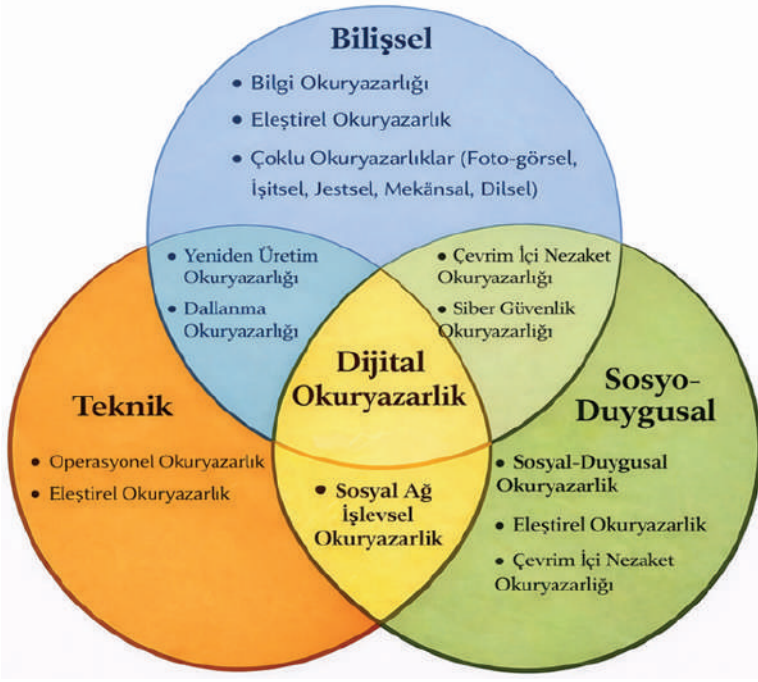 Bilişsel
• Bilgi Okuryazarlığı
• Eleştirel Okuryazarlık
• Çoklu Okuryazarlıklar (Foto-görsel,
İşitsel, Jestsel, Mekânsal, Dilsel)
• Yeniden Üretim
Okuryazarlığı
• Dallanma
Okuryazarlığı
• Çevrim İçi Nezaket
Okuryazarlığı
• Siber Güvenlik
Okuryazarlığı
Dijital
Okuryazarlik
Teknik
• Operasyonel Okuryazarlık
• Eleştirel Okuryazarlık
• Sosyal Ağ
İşlevsel
Okuryazarlik
Sosyo-
Duygusal
• Sosyal-Duygusal
Okuryazarlik
• Eleştirel Okuryazarlik
• Çevrim İçi Nezaket
Okuryazarliği